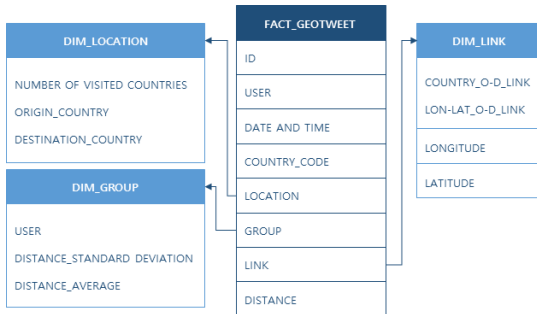 DIM_LOCATION
NUMBER OF VISITED COUNTRIES
ORIGIN_COUNTRY
DESTINATION_COUNTRY
DIM_GROUP
USER
DISTANCE_STANDARD DEVIATION
DISTANCE_AVERAGE
FACT_GEOTWEET
ID
USER
DATE AND TIME
COUNTRY_CODE
LOCATION
GROUP
LINK
DISTANCE
DIM_LINK
COUNTRY_O-D_LINK
LON-LAT_O-D_LINK
LONGITUDE
LATITUDE